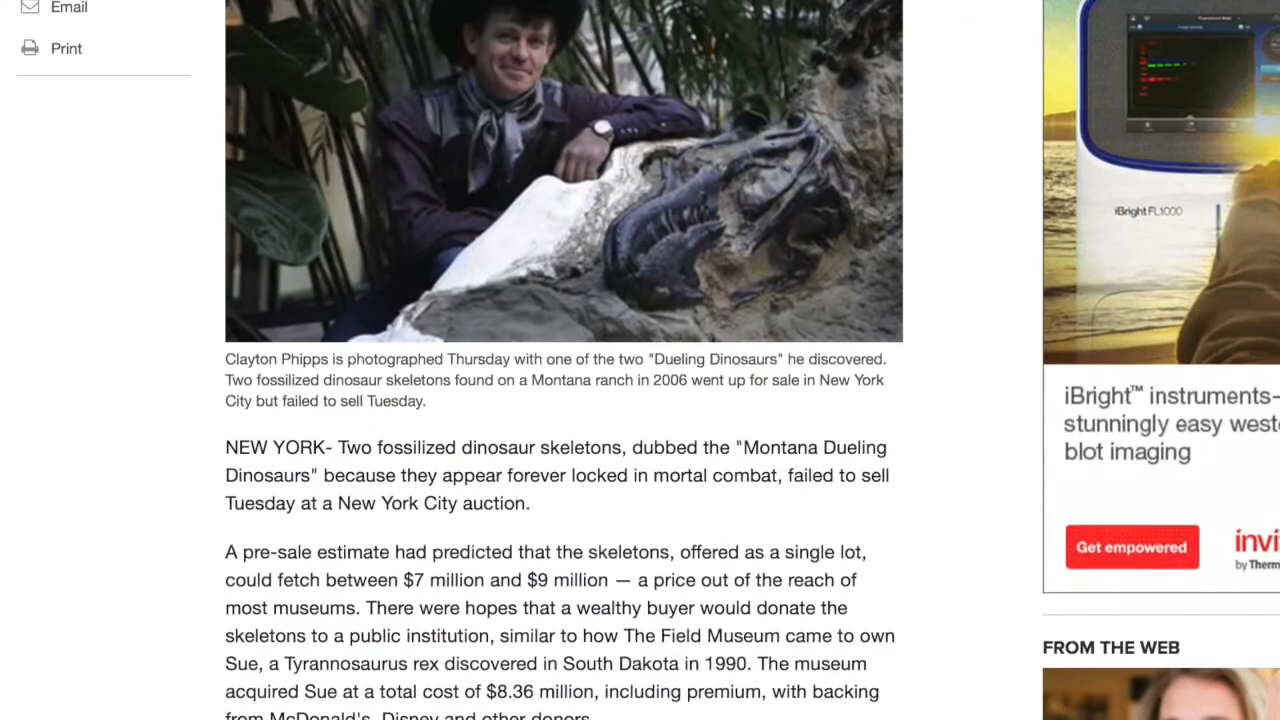 Email
Print
Clayton Phipps is photographed Thursday with one of the two "Dueling Dinosaurs" he discovered.
Two fossilized dinosaur skeletons found on a Montana ranch in 2006 went up for sale in New York
City but failed to sell Tuesday.
NEW YORK- Two fossilized dinosaur skeletons, dubbed the "Montana Dueling
Dinosaurs" because they appear forever locked in mortal combat, failed to sell
Tuesday at a New York City auction.
A pre-sale estimate had predicted that the skeletons, offered as a single lot,
could fetch between $7 million and $9 million — a price out of the reach of
most museums. There were hopes that a wealthy buyer would donate the
skeletons to a public institution, similar to how The Field Museum came to own
Sue, a Tyrannosaurus rex discovered in South Dakota in 1990. The museum
acquired Sue at a total cost of $8.36 million, including premium, with backing
from McDonald's, Disney and other donors.
iBright FL1000
iBright™ instruments–
stunningly easy weste
blot imaging
Get empowered
invi
by Therm
FROM THE WEB